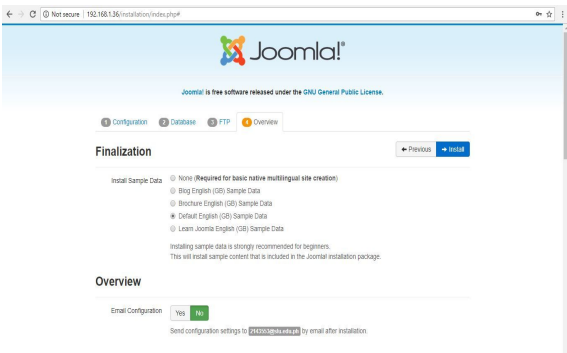 Not secure | 192.168.1.36/installation/index.php#
Joomla!®
Joomla! is free software released under the GNU General Public License.
1 Configuration 2 Database 3 FTP 4 Overview
Finalization
Previous Install
Install Sample Data
None (Required for basic native multilingual site creation)
Blog English (GB) Sample Data
Brochure English (GB) Sample Data
Default English (GB) Sample Data
Learn Joomla English (GB) Sample Data
Installing sample data is strongly recommended for beginners.
This will install sample content that is included in the Joomla! installation package.
Overview
Email Configuration Yes No
Send configuration settings to by email after installation.